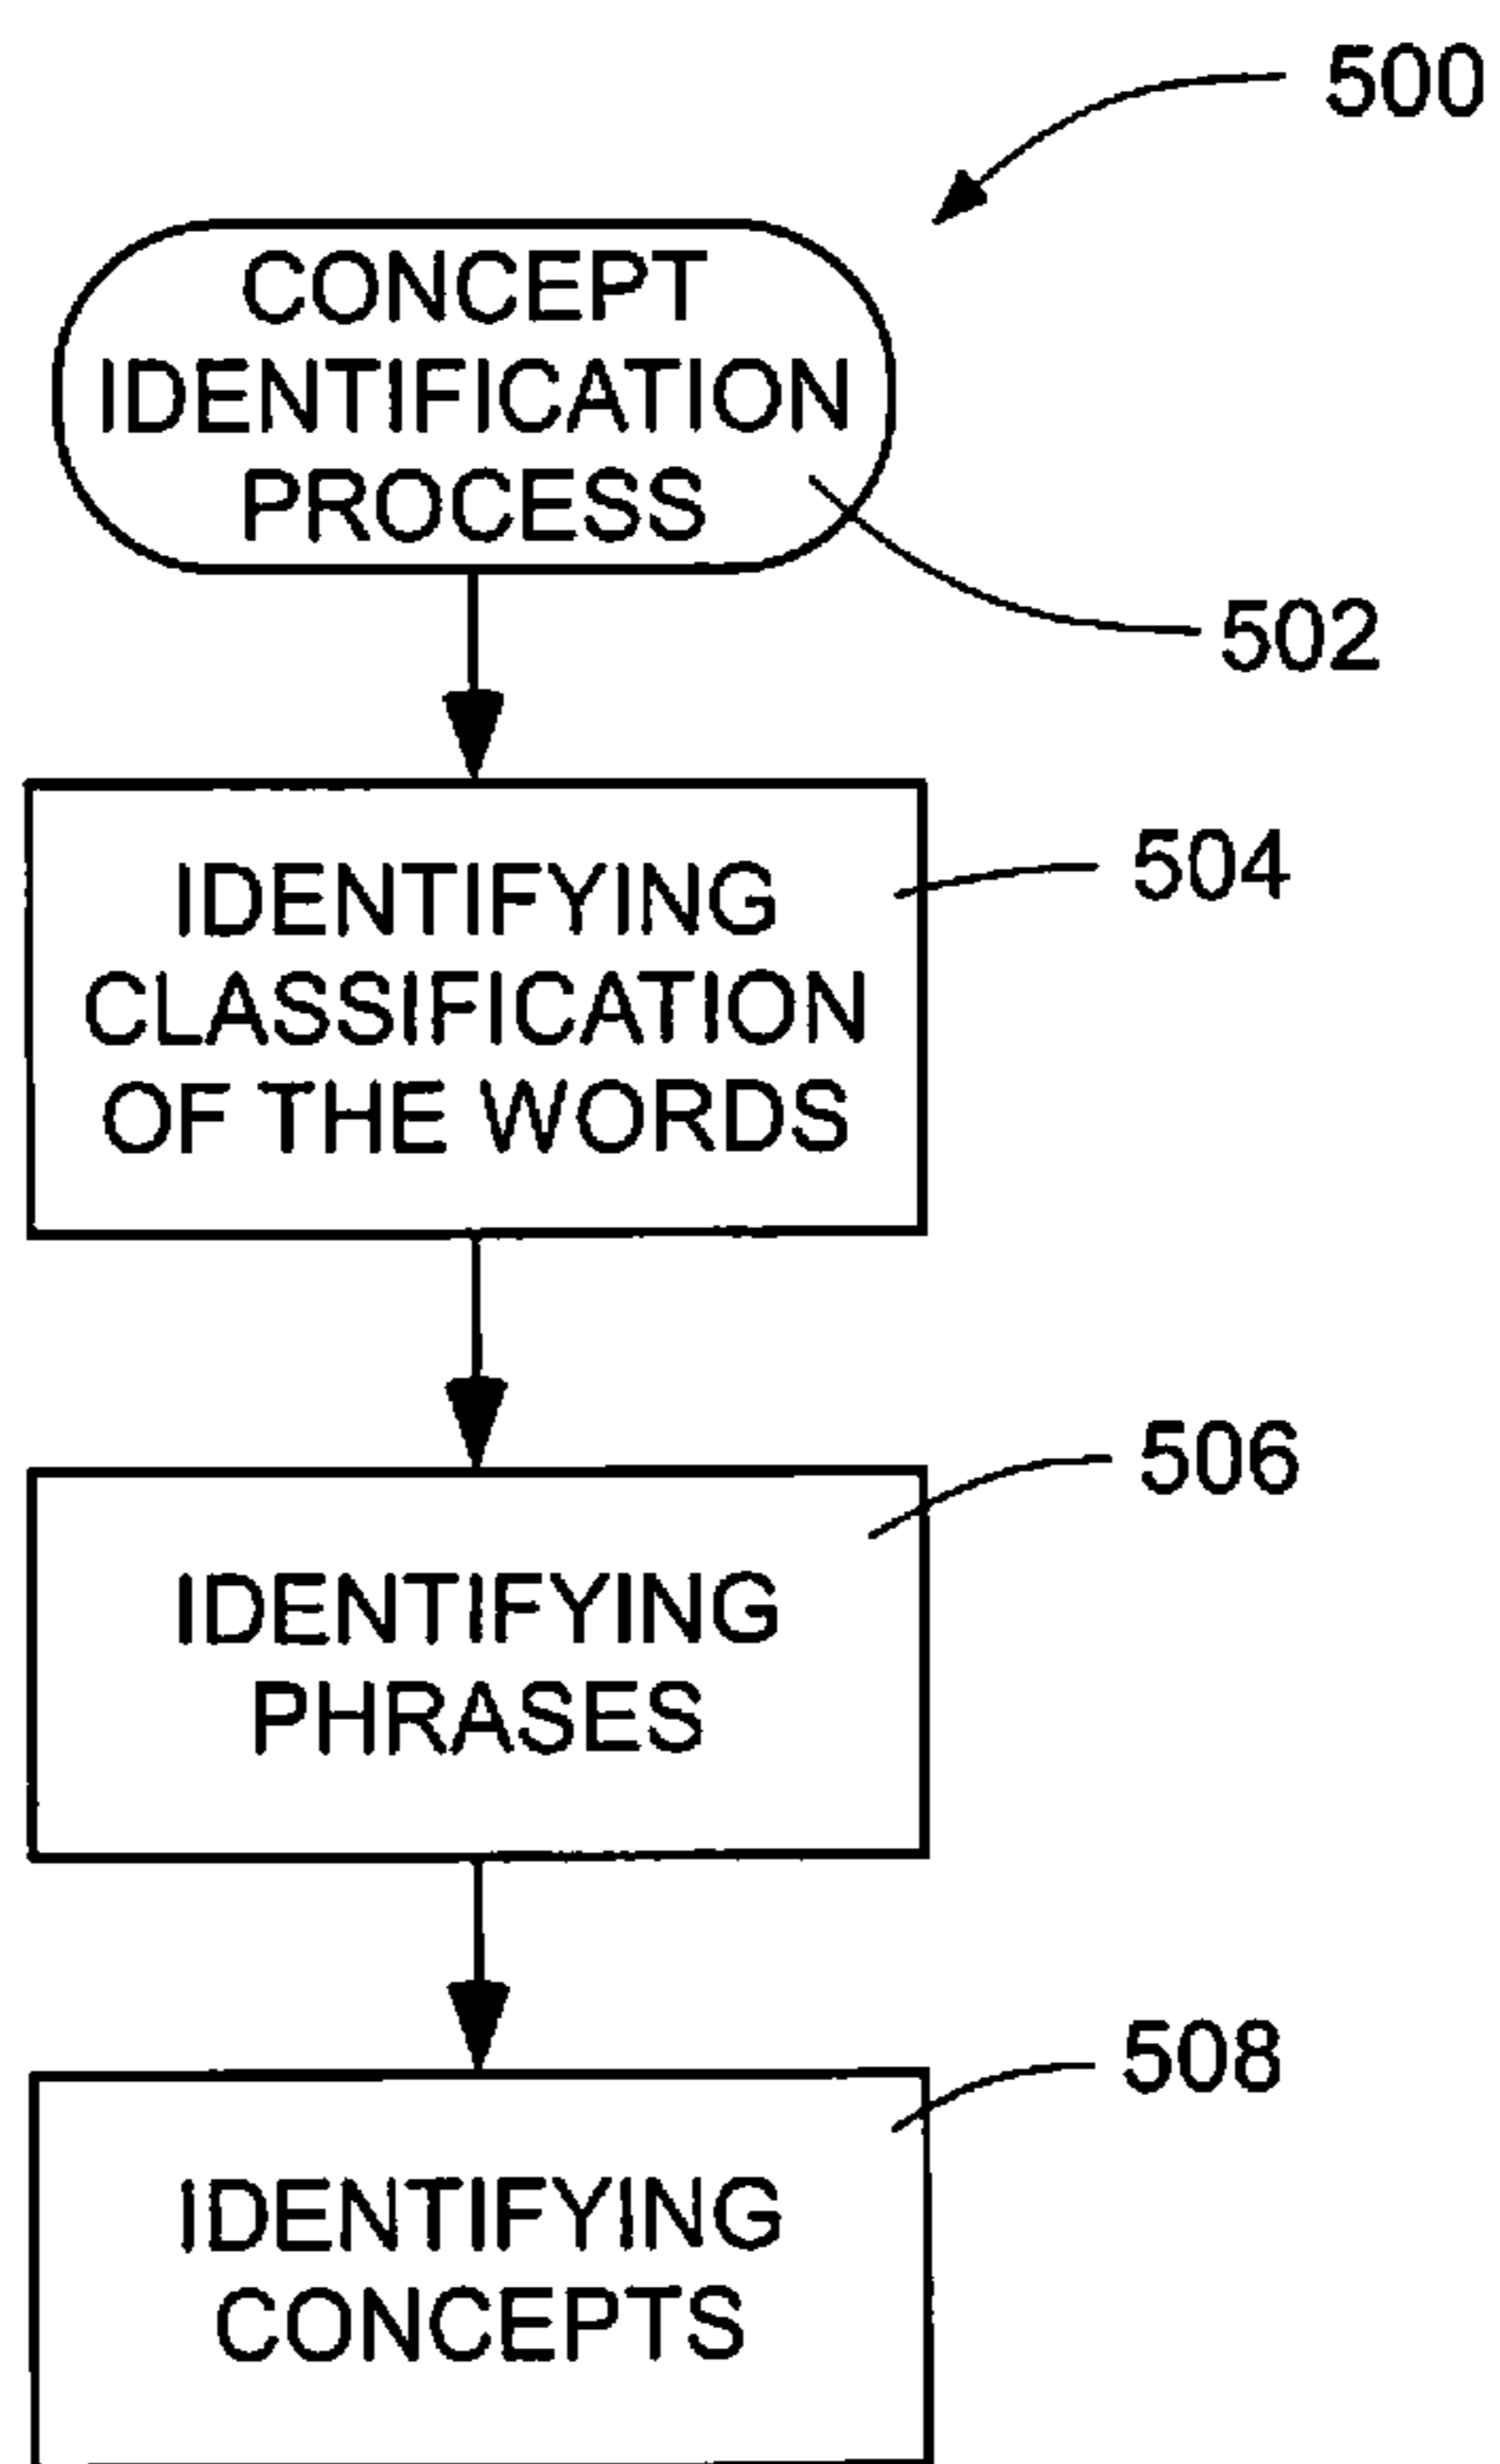 500
CONCEPT
IDENTIFICATION
PROCESS
502
504
IDENTIFYING
CLASSIFICATION
OF THE WORDS
506
IDENTIFYING
PHRASES
508
IDENTIFYING
CONCEPTS